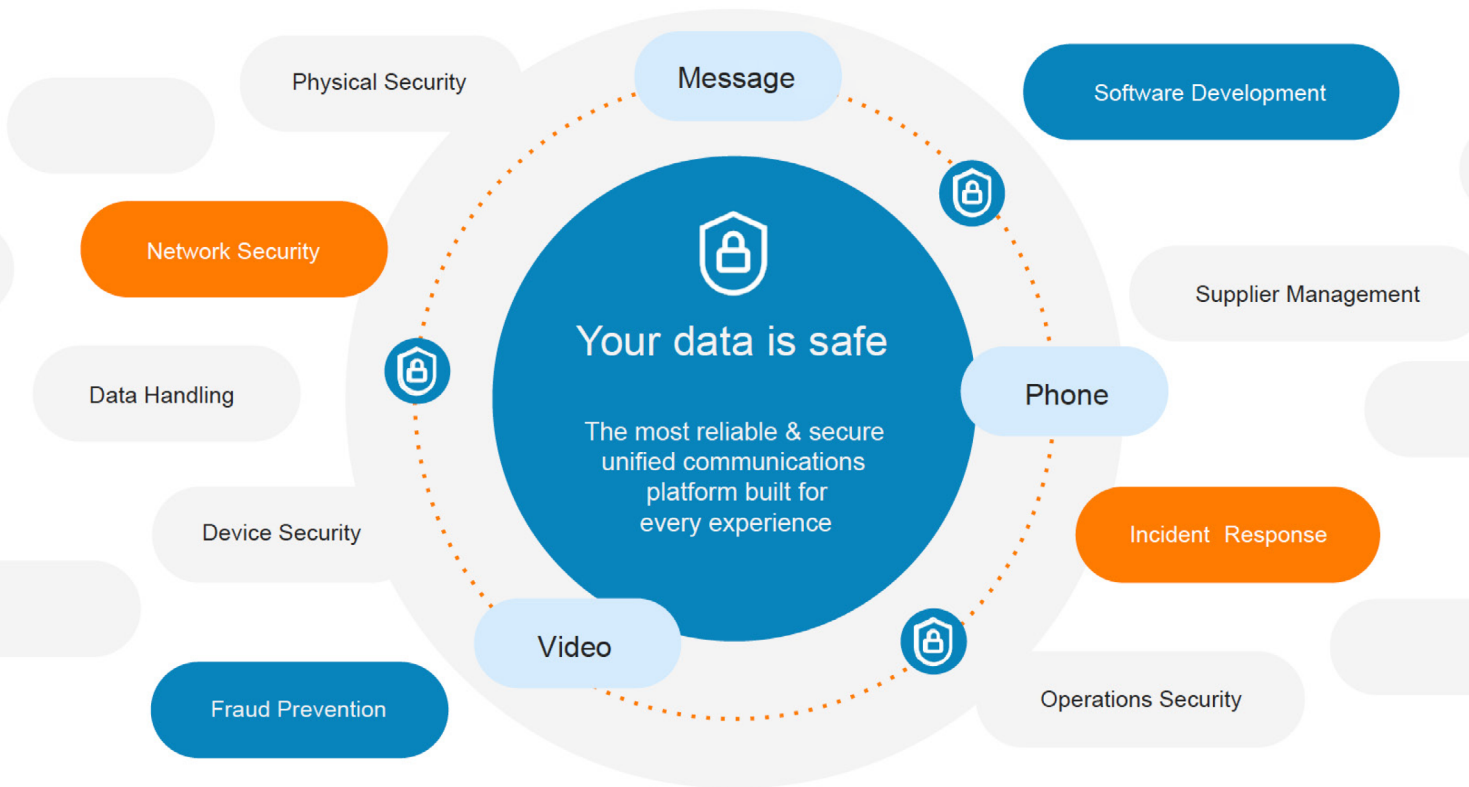 Message
Physical Security
Software Development
Network Security
Supplier Management
Your data is safe
Data Handling
Phone
The most reliable & secure
unified communications
platform built for
every experience
Device Security
Incident Response
Video
Fraud Prevention
Operations Security